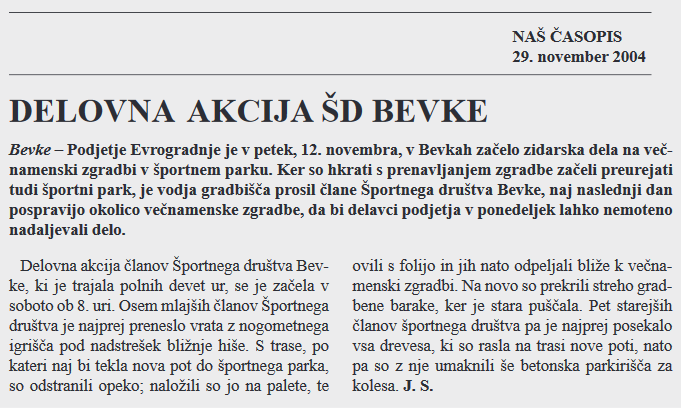 NAŠ ČASOPIS
29. november 2004
DELOVNA AKCIJA ŠD BEVKE
Bevke – Podjetje Evrogradnje je v petek, 12. novembra, v Bevkah začelo zidarska dela na več-
namenski zgradbi v športnem parku. Ker so hkrati s prenavljanjem zgradbe začeli preurejati
tudi športni park, je vodja gradbišča prosil člane Športnega društva Bevke, naj naslednji dan
pospravijo okolico večnamenske zgradbe, da bi delavci podjetja v ponedeljek lahko nemoteno
nadaljevali delo.
Delovna akcija članov Športnega društva Bev-
ke, ki je trajala polnih devet ur, se je začela v
soboto ob 8. uri. Osem mlajših članov Športnega
društva je najprej preneslo vrata z nogometnega
igrišča pod nadstrešek bližnje hiše. S trase, po
kateri naj bi tekla nova pot do športnega parka,
so odstranili opeko; naložili so jo na palete, te
ovili s folijo in jih nato odpeljali bliže k večna-
menski zgradbi. Na novo so prekrili streho grad-
bene barake, ker je stara puščala. Pet starejših
članov športnega društva pa je najprej posekalo
vsa drevesa, ki so rasla na trasi nove poti, nato
pa so z nje umaknili še betonska parkirišča za
kolesa. J. S.